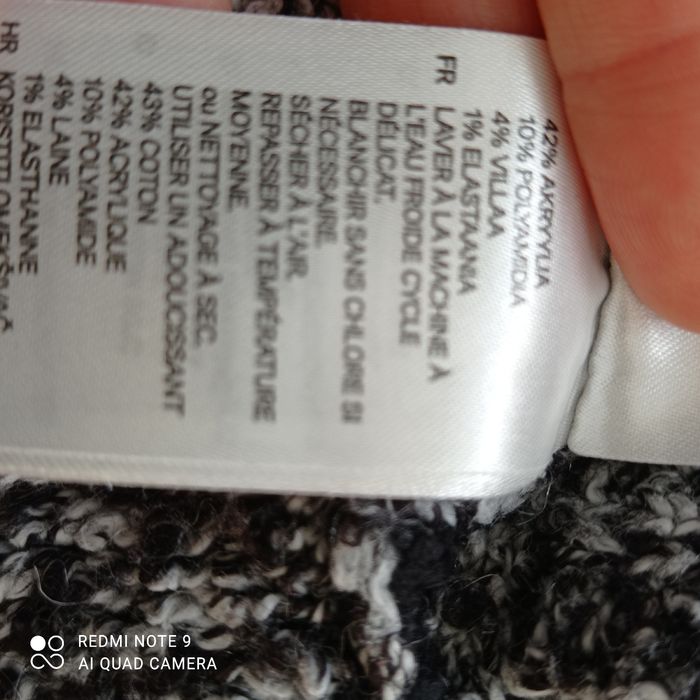 42% AKRYYLIA
10% POLYAMIDIA
4% VILLAA
1% ELASTAANIA
FR LAVER À LA MACHINE À
L'EAU FROIDE CYCLE
DÉLICAT.
BLANCHIR SANS CHLORE SI
NÉCESSAIRE.
SÉCHER À L'AIR.
REPASSER À TEMPÉRATURE
MOYENNE.
OU NETTOYAGE À SEC.
UTILISER UN ADOUCISSANT
43% COTON
42% ACRYLIQUE
10% POLYAMIDE
4% LAINE
1% ELASTHANNE
HR KORISTITI OMEKŠIVAČ
REDMI NOTE 9
AI QUAD CAMERA